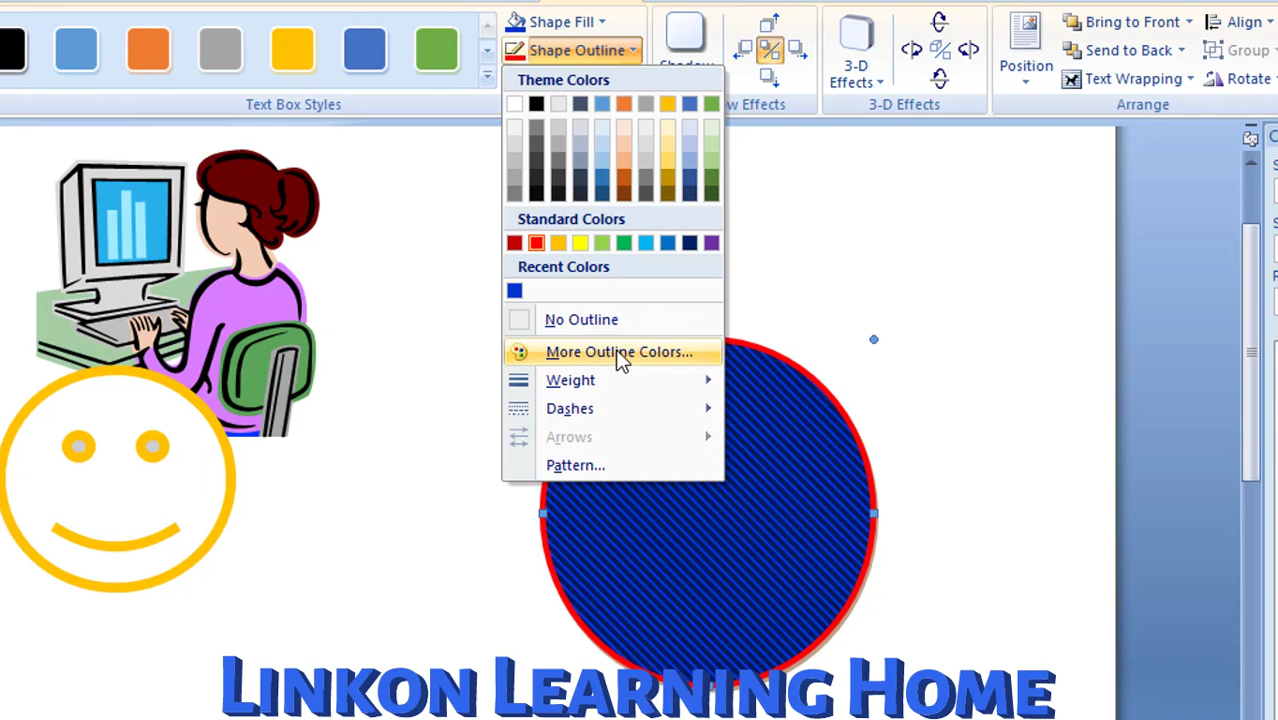 Shape Fill
Shape Outline
Bring to Front
Send to Back
Text Wrapping
Align
Group
Rotate
Position
3-D
Effects
Text Box Styles
3-D Effects
Arrange
Theme Colors
Standard Colors
Recent Colors
No Outline
More Outline Colors...
Weight
Dashes
Arrows
Pattern...
Linkon Learning Home